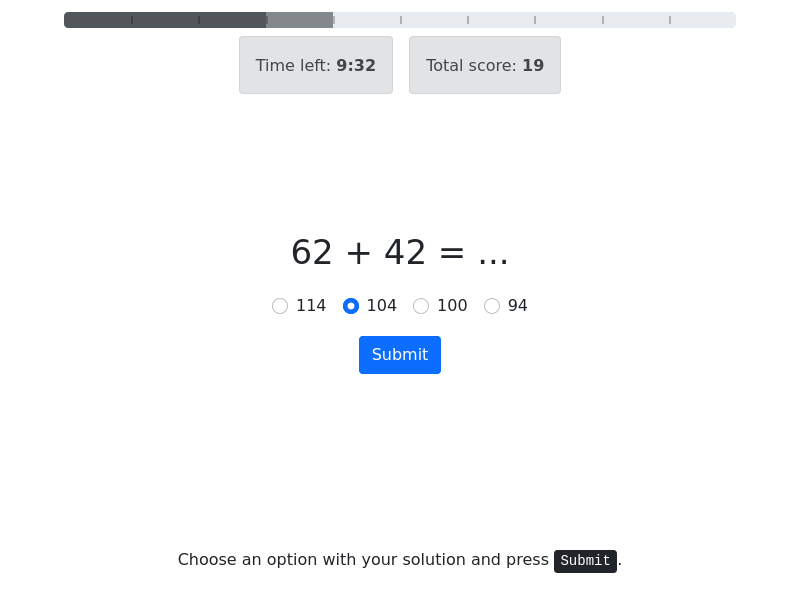 Time left: 9:32
Total score: 19
62 + 42 = ...
114 104 100 94
Submit
Choose an option with your solution and press Submit.